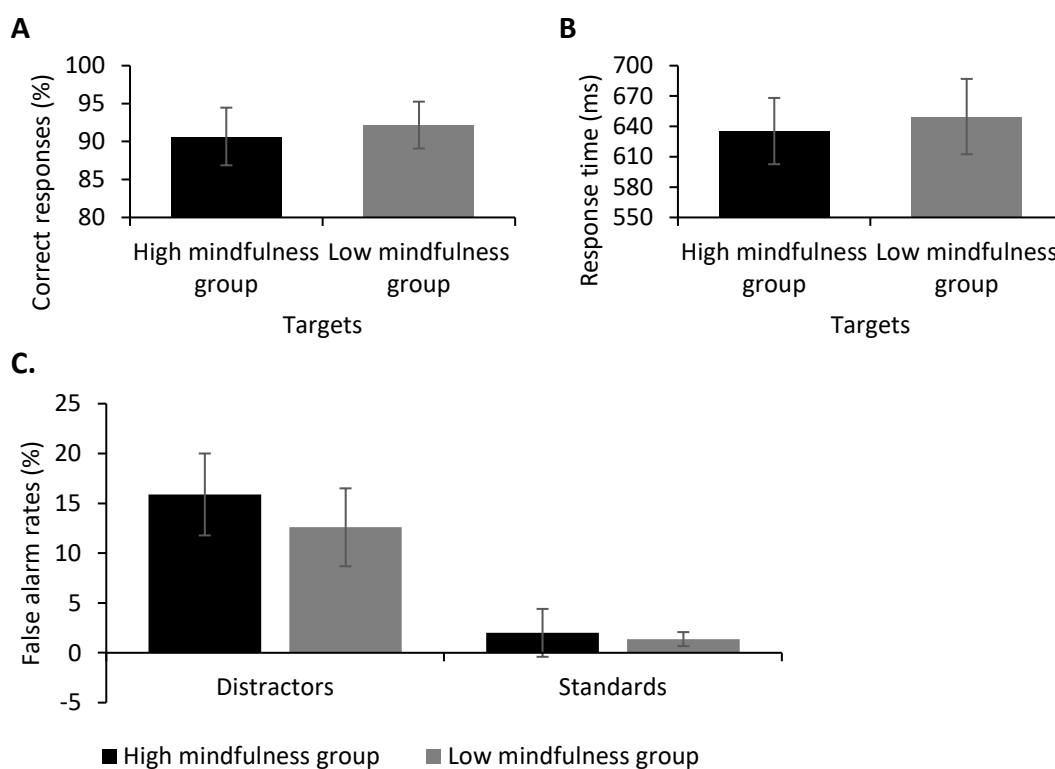 A
Correct responses (%)
100
95
90
85
80
High mindfulness group
Low mindfulness group
Targets
B
Response time (ms)
700
670
640
610
580
550
High mindfulness group
Low mindfulness group
Targets
C.
False alarm rates (%)
25
20
15
10
5
0
-5
Distractors
Standards
High mindfulness group
Low mindfulness group